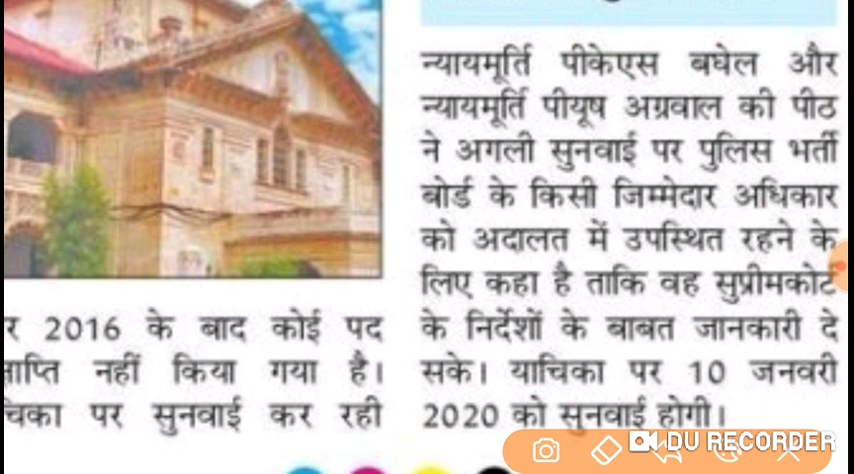 र 2016 के बाद कोई पद
ज्ञाप्ति नहीं किया गया है।
चिका पर सुनवाई कर रही
न्यायमूर्ति पीकेएस बघेल और
न्यायमूर्ति पीयूष अग्रवाल की पीठ
ने अगली सुनवाई पर पुलिस भर्ती
बोर्ड के किसी जिम्मेदार अधिकार
को अदालत में उपस्थित रहने के
लिए कहा है ताकि वह सुप्रीमकोर्ट
के निर्देशों के बाबत जानकारी दे
सके। याचिका पर 10 जनवरी
2020 को सुनवाई होगी।
DU RECORDER